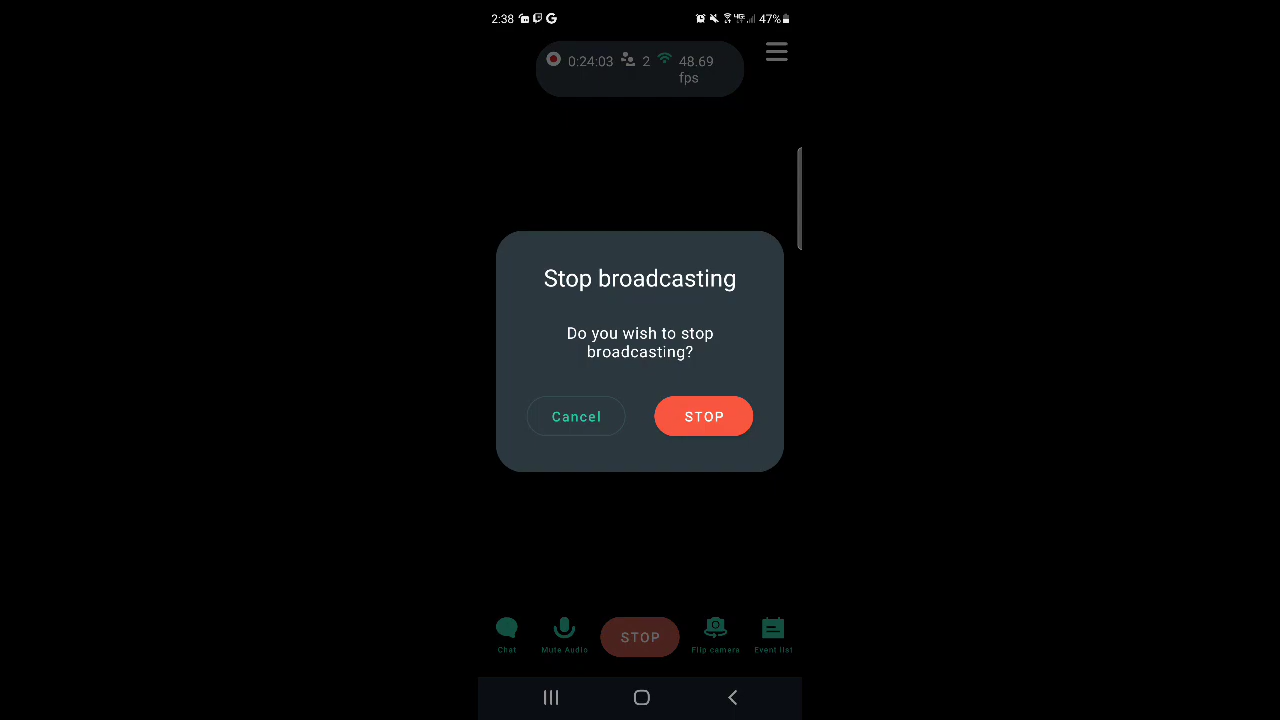 2:38 47%
0:24:03 2 48.69
fps
Stop broadcasting
Do you wish to stop
broadcasting?
Cancel STOP
STOP
Chat Mute Audio Flip camera Event list